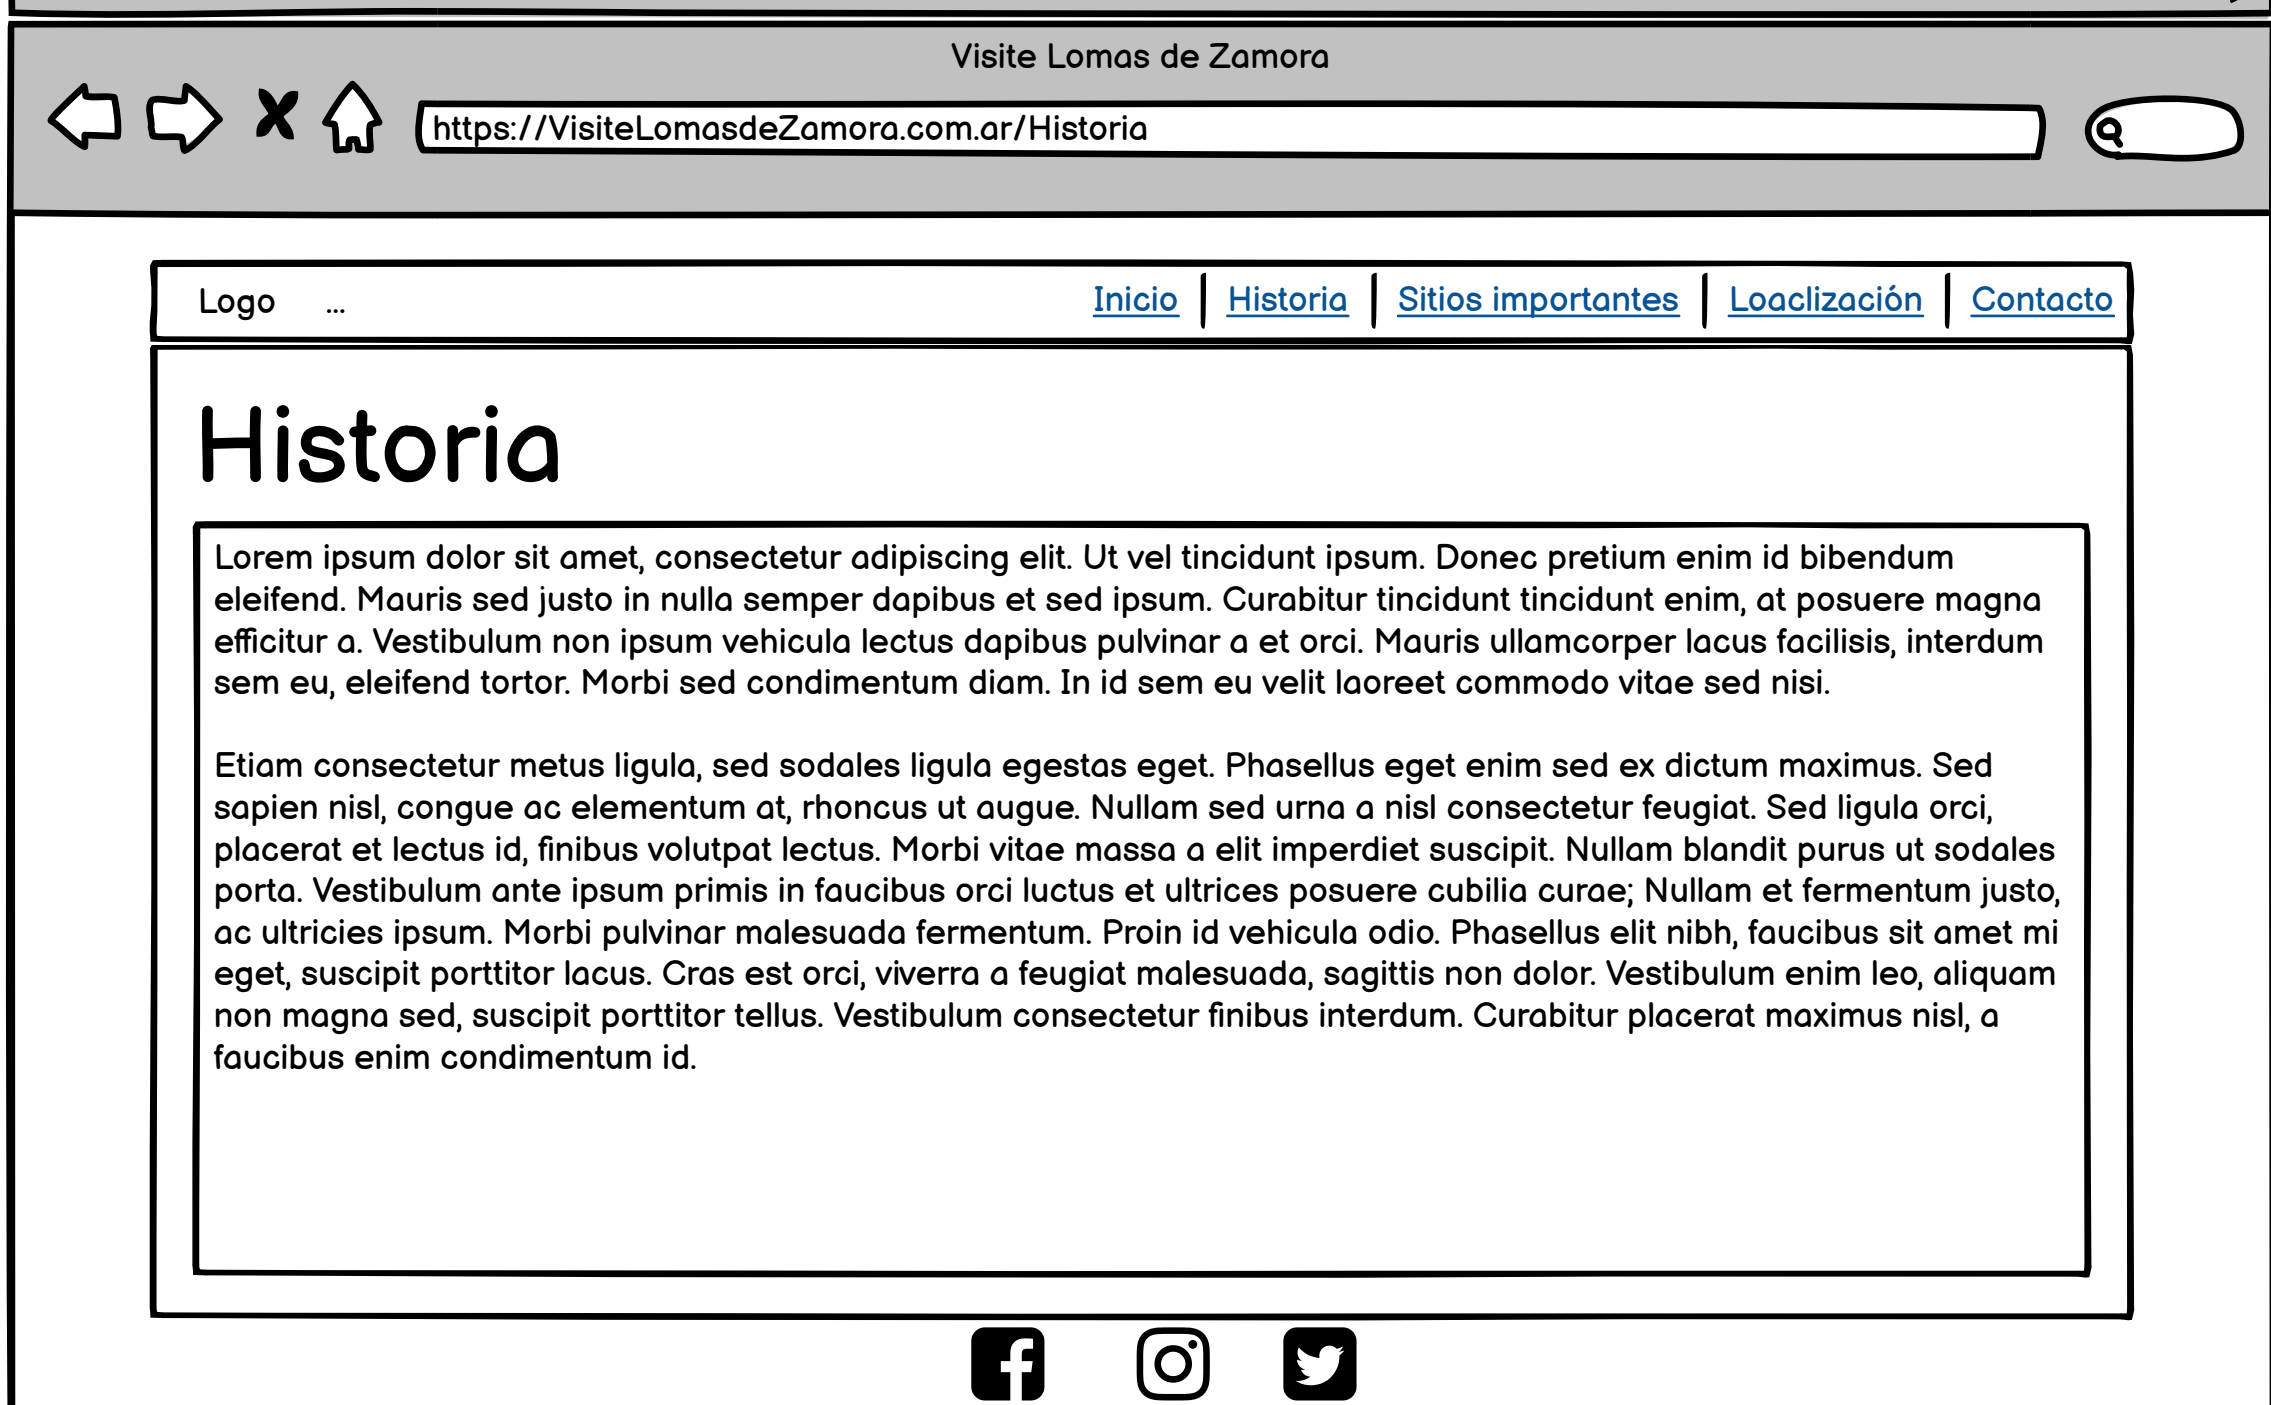 Visite Lomas de Zamora
https://VisiteLomasdeZamora.com.ar/Historia
Logo ... Inicio Historia Sitios importantes Loaclización Contacto
Historia
Lorem ipsum dolor sit amet, consectetur adipiscing elit. Ut vel tincidunt ipsum. Donec pretium enim id bibendum
eleifend. Mauris sed justo in nulla semper dapibus et sed ipsum. Curabitur tincidunt tincidunt enim, at posuere magna
efficitur a. Vestibulum non ipsum vehicula lectus dapibus pulvinar a et orci. Mauris ullamcorper lacus facilisis, interdum
sem eu, eleifend tortor. Morbi sed condimentum diam. In id sem eu velit laoreet commodo vitae sed nisi.
Etiam consectetur metus ligula, sed sodales ligula egestas eget. Phasellus eget enim sed ex dictum maximus. Sed
sapien nisl, congue ac elementum at, rhoncus ut augue. Nullam sed urna a nisl consectetur feugiat. Sed ligula orci,
placerat et lectus id, finibus volutpat lectus. Morbi vitae massa a elit imperdiet suscipit. Nullam blandit purus ut sodales
porta. Vestibulum ante ipsum primis in faucibus orci luctus et ultrices posuere cubilia curae; Nullam et fermentum justo,
ac ultricies ipsum. Morbi pulvinar malesuada fermentum. Proin id vehicula odio. Phasellus elit nibh, faucibus sit amet mi
eget, suscipit porttitor lacus. Cras est orci, viverra a feugiat malesuada, sagittis non dolor. Vestibulum enim leo, aliquam
non magna sed, suscipit porttitor tellus. Vestibulum consectetur finibus interdum. Curabitur placerat maximus nisl, a
faucibus enim condimentum id.